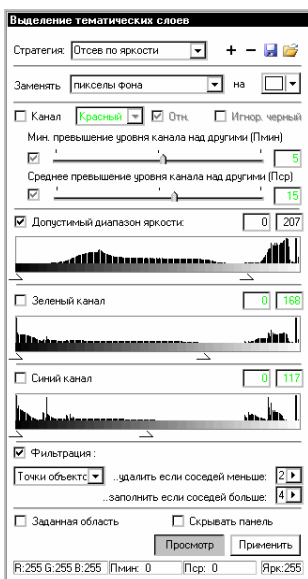 Выделение тематических слоев
Стратегия: Отсев по яркости
Заменять пикселы фона на
Канал Красный Отн. Игнор. черный
Мин. превышение уровня канала над другими (Пмин)
5
Среднее превышение уровня канала над другими (Пср)
15
Допустимый диапазон яркости: 0 207
Зеленый канал 0 168
Синий канал 0 117
Фильтрация :
Точки объектс ..удалить если соседей меньше: 2
..заполнить если соседей больше: 4
Заданная область Скрывать панель
Просмотр Применить
R:255 G:255 B:255 Пмин: 0 Пср: 0 Ярк:255